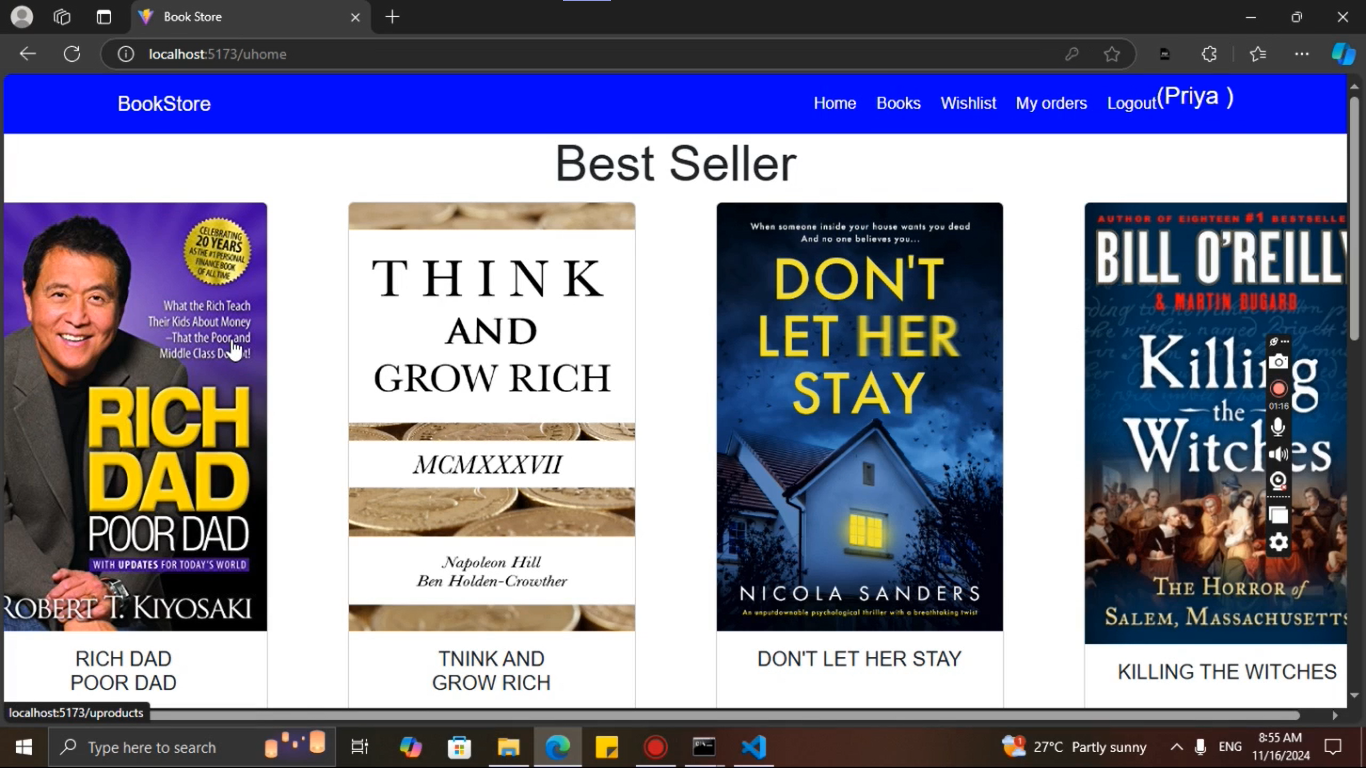 Book Store
localhost:5173/uhome
BookStore
Home Books Wishlist My orders Logout(Priya )
Best Seller
CELEBRATING
20 YEARS
AS THE #1 PERSONAL
FINANCE BOOK
OF ALL TIME
What the Rich Teach
Their Kids About Money
–That the Poor and
Middle Class
RICH
DAD
POOR DAD
WITH UPDATES FOR TODAY'S WORLD
ROBERT T. KIYOSAKI
RICH DAD
POOR DAD
THINK
AND
GROW RICH
MCMXXXVII
Napoleon Hill
Ben Holden-Crowther
TNINK AND
GROW RICH
When someone inside your house wants you dead
And no one believes you...
DON'T
LET HER
STAY
NICOLA SANDERS
An unputdownable psychological thriller with a breathtaking twist
DON'T LET HER STAY
AUTHOR OF EIGHTEEN #1 BESTSELLE
BILL O'REILLY
& MARTIN DUGARD
Killing
the
Witches
THE HORROR of
SALEM, MASSACHUSETTS
KILLING THE WITCHES
01:16
localhost:5173/uproducts
Type here to search
27°C Partly sunny
ENG
8:55 AM
11/16/2024